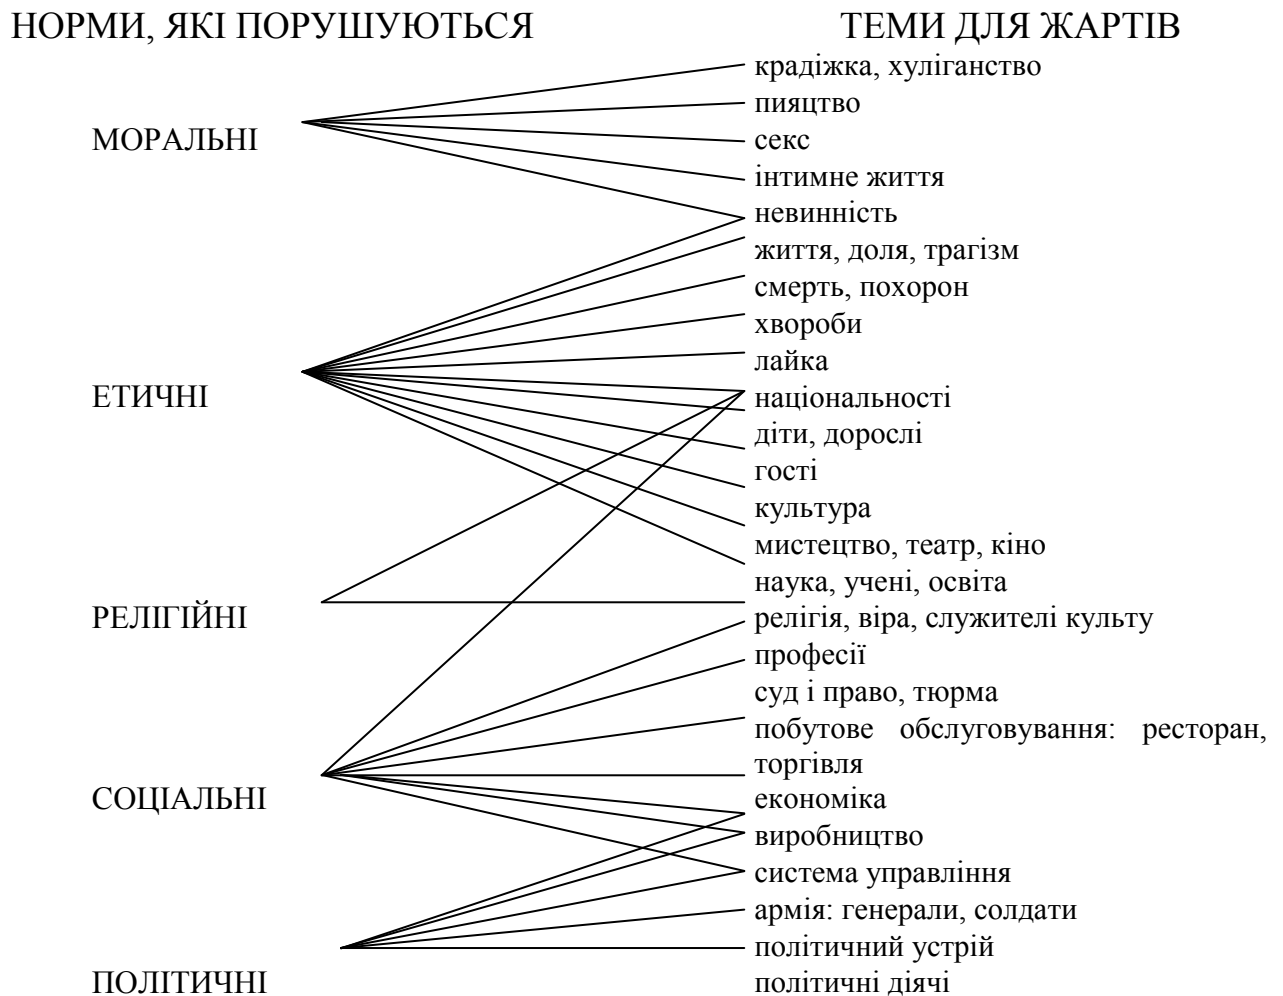 НОРМИ, ЯКІ ПОРУШУЮТЬСЯ ТЕМИ ДЛЯ ЖАРТІВ
крадіжка, хуліганство
пияцтво
МОРАЛЬНІ секс
інтимне життя
невинність
життя, доля, трагізм
смерть, похорон
хвороби
лайка
ЕТИЧНІ національності
діти, дорослі
гості
культура
мистецтво, театр, кіно
наука, учені, освіта
РЕЛІГІЙНІ релігія, віра, служителі культу
професії
суд і право, тюрма
побутове обслуговування: ресторан,
торгівля
СОЦІАЛЬНІ економіка
виробництво
система управління
армія: генерали, солдати
політичний устрій
ПОЛІТИЧНІ політичні діячі